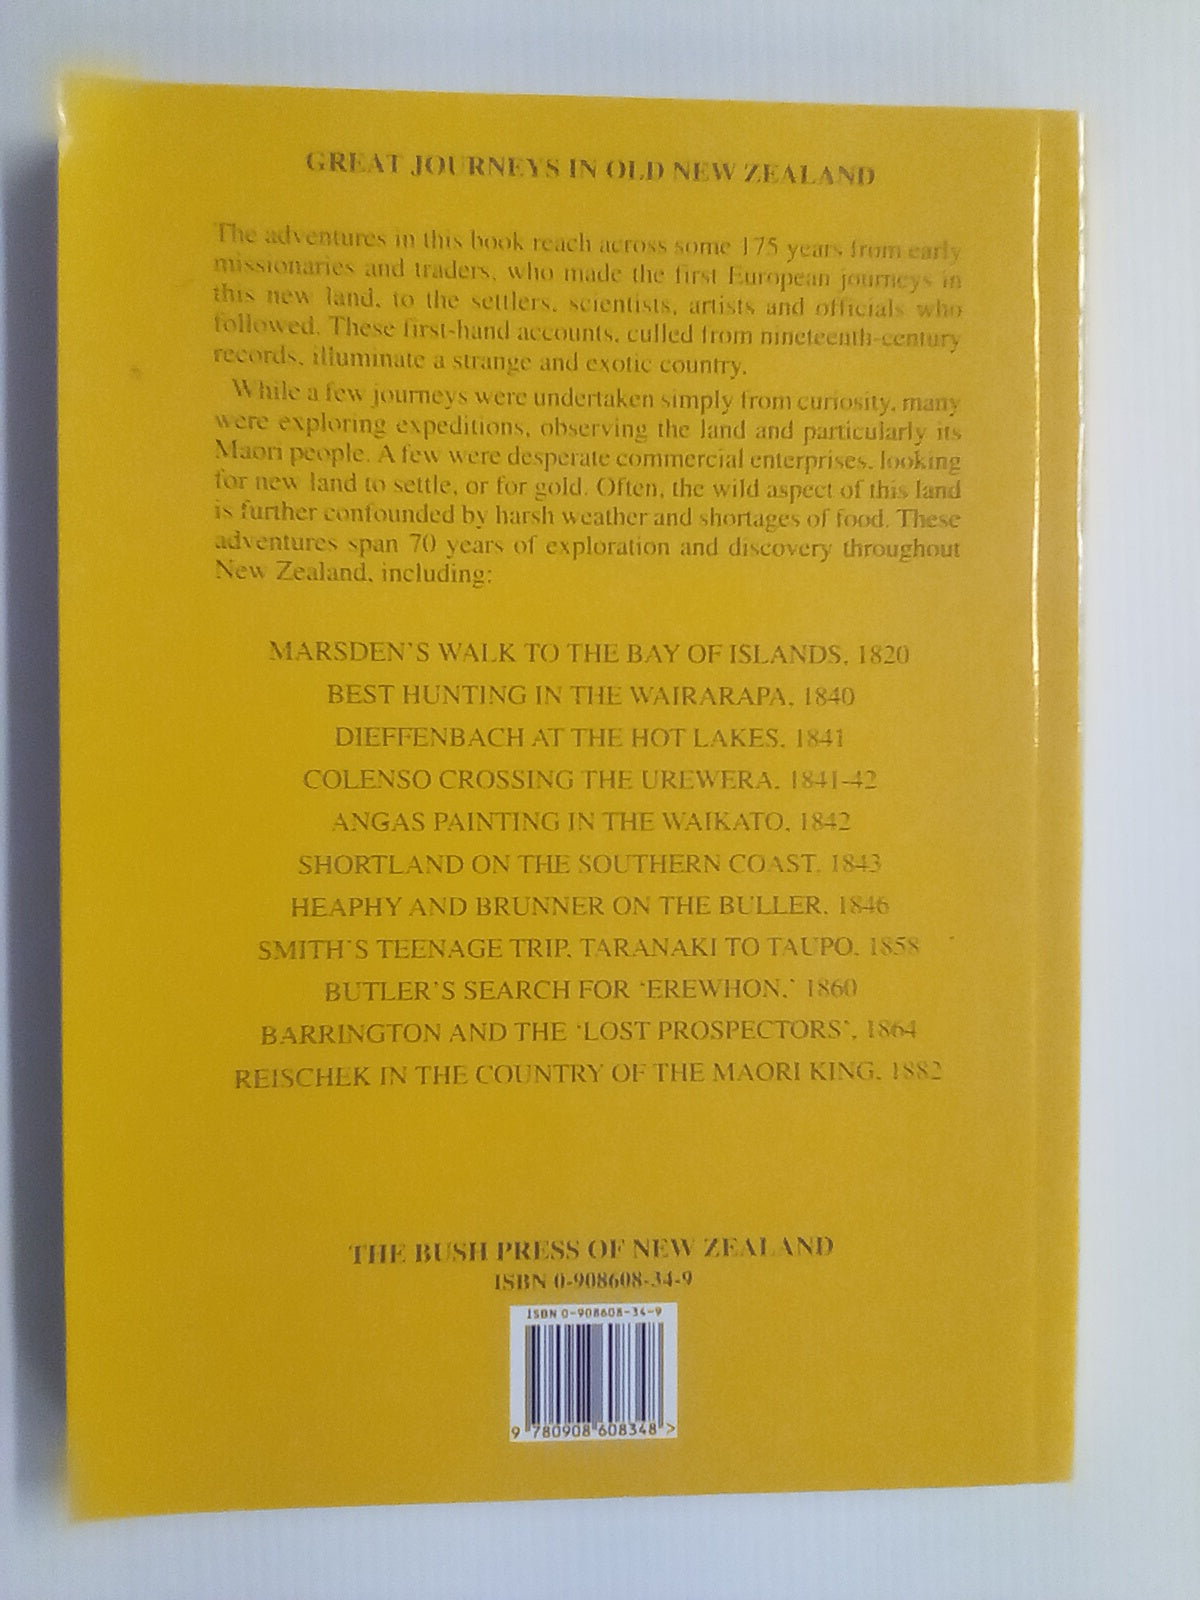 GREAT JOURNEYS IN OLD NEW ZEALAND
The adventures in this book reach across some 175 years from early
missionaries and traders, who made the first European journeys in
this new land, to the settlers, scientists, artists and officials who
followed. These first-hand accounts, culled from nineteenth-century
records, illuminate a strange and exotic country.
While a few journeys were undertaken simply from curiosity, many
were exploring expeditions, observing the land and particularly its
Maori people. A few were desperate commercial enterprises, looking
for new land to settle, or for gold. Often, the wild aspect of this land
is further confounded by harsh weather and shortages of food. These
adventures span 70 years of exploration and discovery throughout
New Zealand, including:
MARSDEN'S WALK TO THE BAY OF ISLANDS, 1820
BEST HUNTING IN THE WAIRARAPA, 1840
DIEFFENBACH AT THE HOT LAKES, 1841
COLENSO CROSSING THE UREWERA, 1841-42
ANGAS PAINTING IN THE WAIKATO, 1842
SHORTLAND ON THE SOUTHERN COAST, 1843
HEAPHY AND BRUNNER ON THE BULLER, 1846
SMITH'S TEENAGE TRIP, TARANAKI TO TAUPO, 1858
BUTLER'S SEARCH FOR 'EREWHON,' 1860
BARRINGTON AND THE 'LOST PROSPECTORS', 1864
REISCHEK IN THE COUNTRY OF THE MAORI KING, 1882
THE BUSH PRESS OF NEW ZEALAND
ISBN 0-908608-34-9
ISBN 0-908608-34-9
9 780908 608348 >